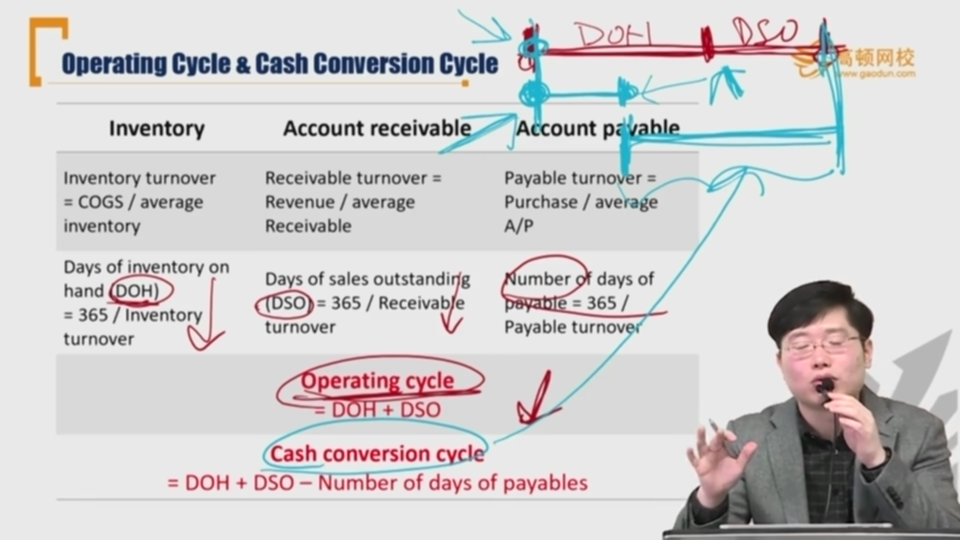 Operating Cycle & Cash Conversion Cycle
DOH
DSO
高顿网校
www.gaodun.com
Inventory
Account receivable
Account payable
Inventory turnover
= COGS / average
inventory
Receivable turnover =
Revenue / average
Receivable
Payable turnover =
Purchase / average
A/P
Days of inventory on
hand (DOH)
= 365 / Inventory
turnover
Days of sales outstanding
(DSO) = 365 / Receivable
turnover
Number of days of
payable = 365 /
Payable turnover
Operating cycle
= DOH + DSO
Cash conversion cycle
= DOH + DSO – Number of days of payables